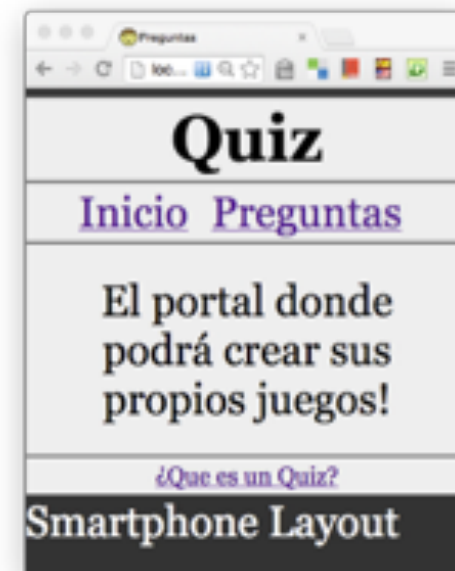 Preguntas
Quiz
Inicio Preguntas
El portal donde
podrá crear sus
propios juegos!
¿Que es un Quiz?
Smartphone Layout